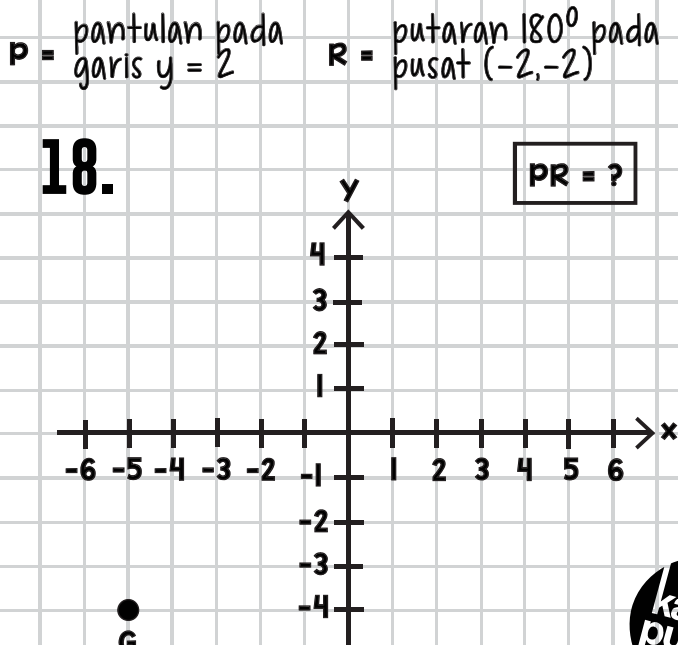 P = pantulan pada garis y = 2
R = putaran 180⁰ pada pusat (-2,-2)
18.
PR = ?
y
4
3
2
1
x
-6 -5 -4 -3 -2 -1 1 2 3 4 5 6
-2
-3
-4
G